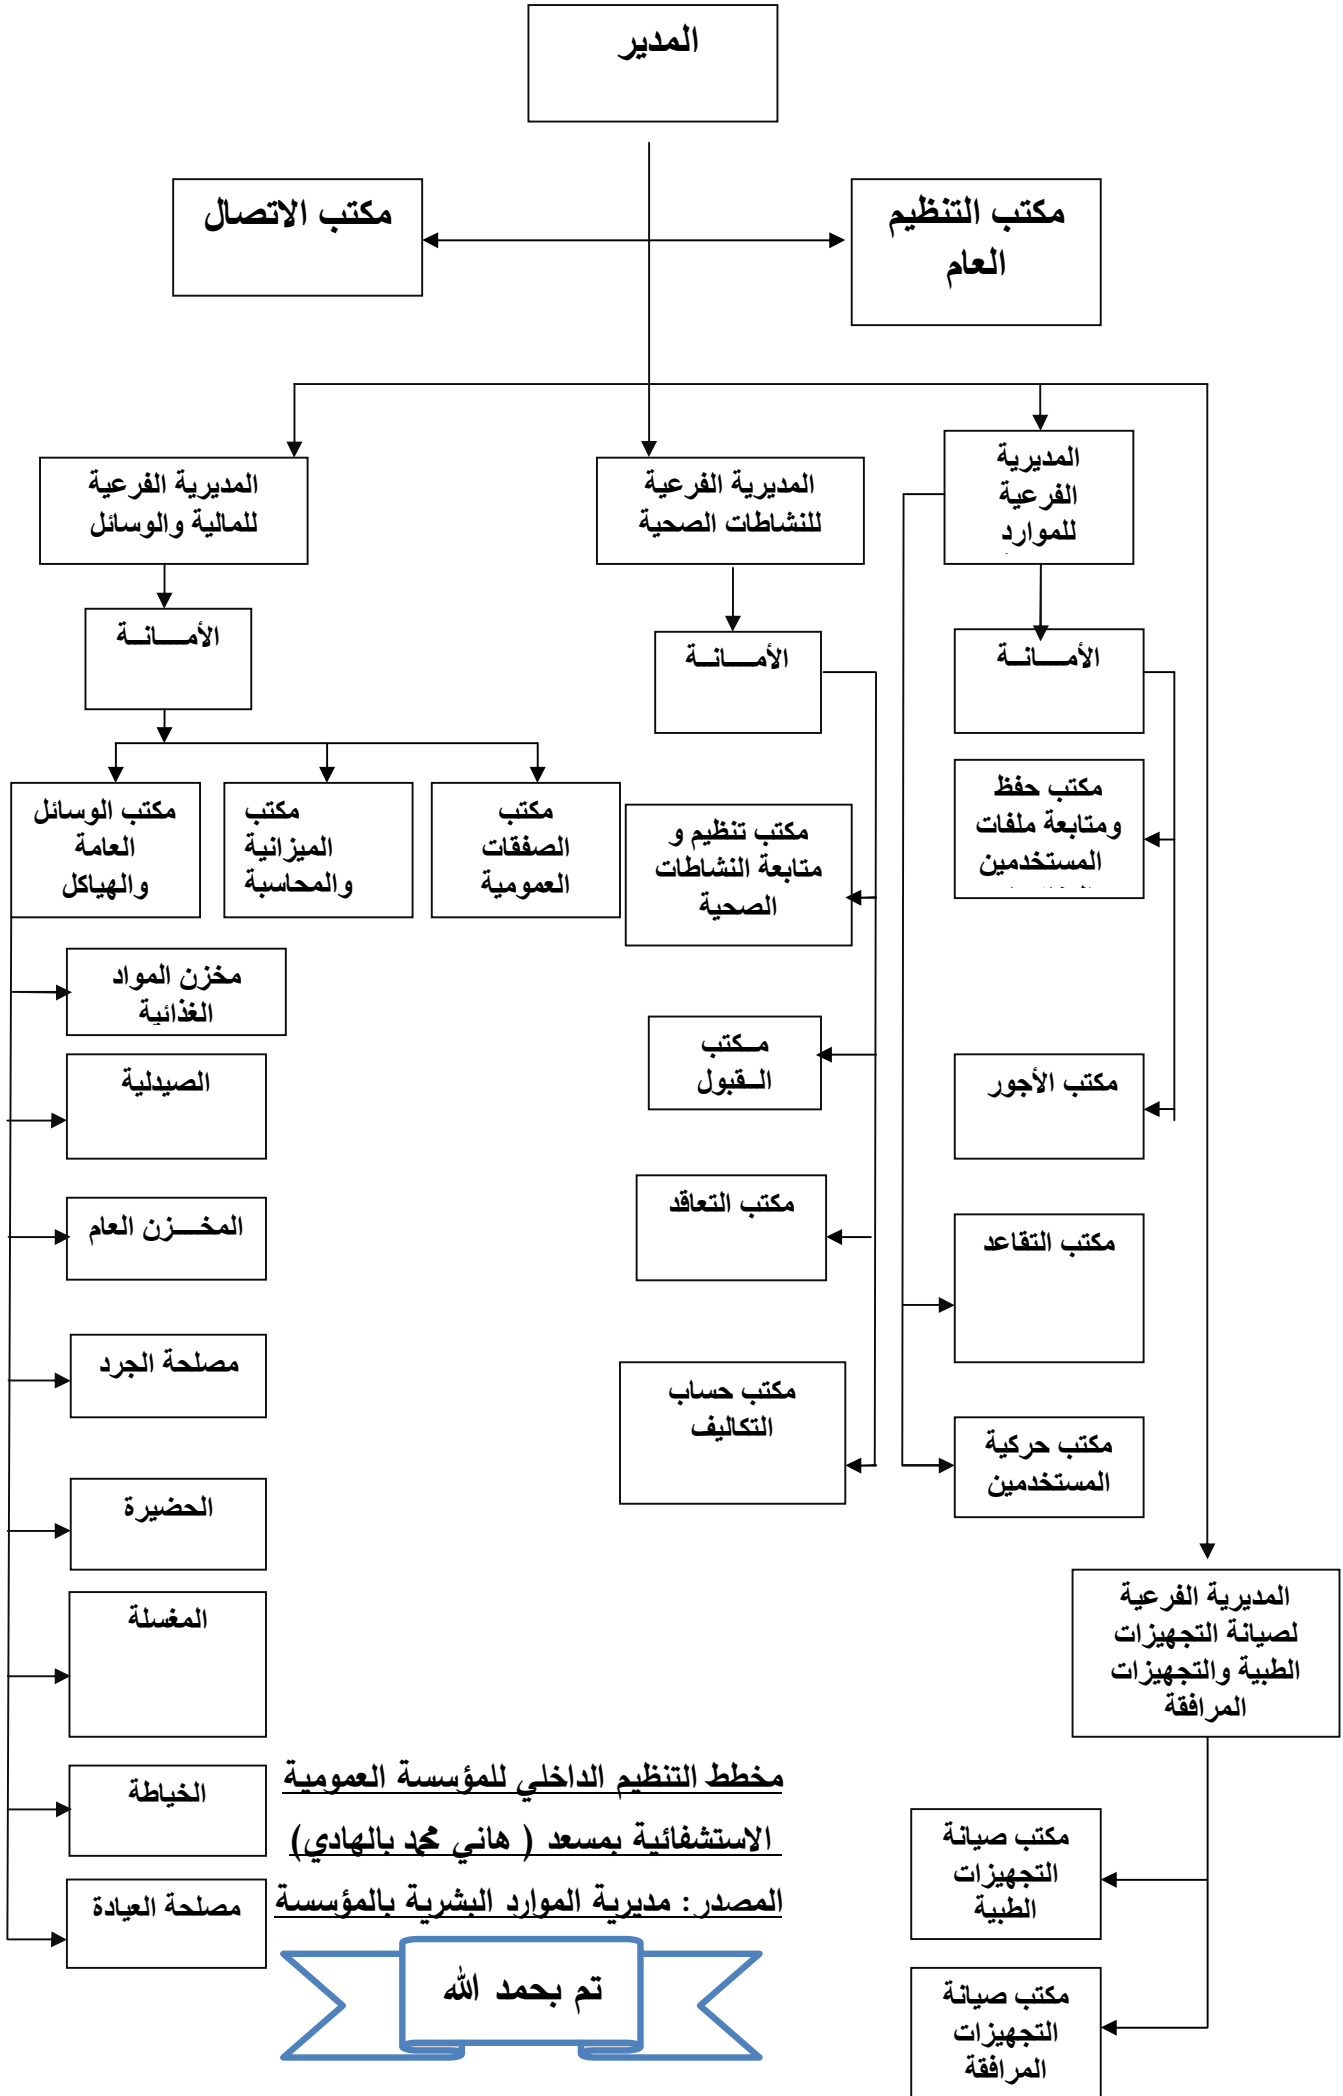 المدير
مكتب التنظيم
العام
مكتب الاتصال
المديرية
الفرعية
للموارد
المديرية الفرعية
للنشاطات الصحية
المديرية الفرعية
للمالية والوسائل
الأمـــانــة
الأمـــانــة
الأمـــانــة
مكتب حفظ
ومتابعة ملفات
المستخدمين
مكتب تنظيم و
متابعة النشاطات
الصحية
مكتب
الصفقات
العمومية
مكتب
الميزانية
والمحاسبة
مكتب الوسائل
العامة
والهياكل
مخزن المواد
الغذائية
مــكتب
الــقبول
مكتب الأجور
الصيدلية
مكتب التعاقد
مكتب التقاعد
المخـــزن العام
مكتب حساب
التكاليف
مصلحة الجرد
مكتب حركية
المستخدمين
الحضيرة
المديرية الفرعية
لصيانة التجهيزات
الطبية والتجهيزات
المرافقة
المغسلة
الخياطة
مصلحة العيادة
مكتب صيانة
التجهيزات
الطبية
مكتب صيانة
التجهيزات
المرافقة
مخطط التنظيم الداخلي للمؤسسة العمومية
الاستشفائية بمسعد ( هاني محمد بالهادي)
المصدر: مديرية الموارد البشرية بالمؤسسة
تم بحمد الله